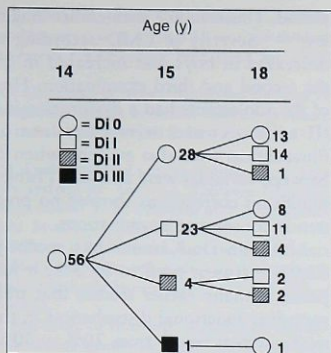 Age (y)
14 15 18
= Di 0
= Di I
= Di II
= Di III
13
28 14
1
8
56 23 11
4
2
4 2
1 1